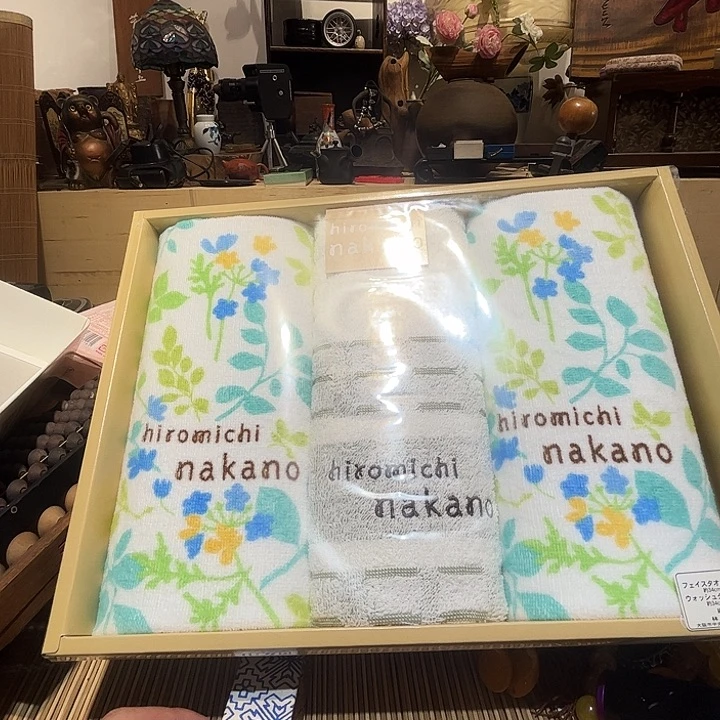 hiromichi
nakano
hiromichi
nakano
hiromichi
nakano
hiromichi
nakano
フェイスタオ
ウォッシュ